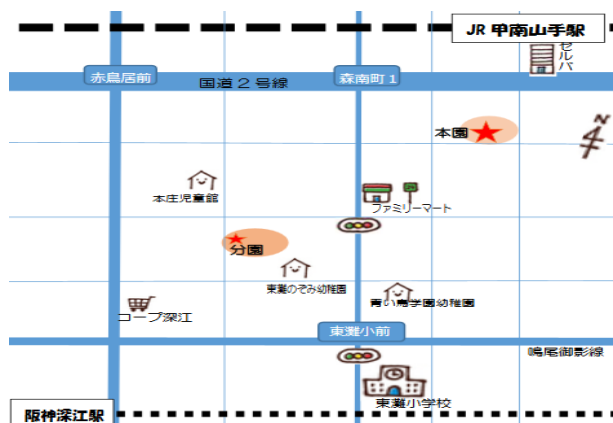 JR 甲南山手駅
セルバ
赤鳥居前
国道２号線
森南町１
本園
N
本庄児童館
ファミリーマート
分園
東灘のぞみ幼稚園
青い鳥学園幼稚園
コープ深江
東灘小前
鳴尾御影線
東灘小学校
阪神深江駅